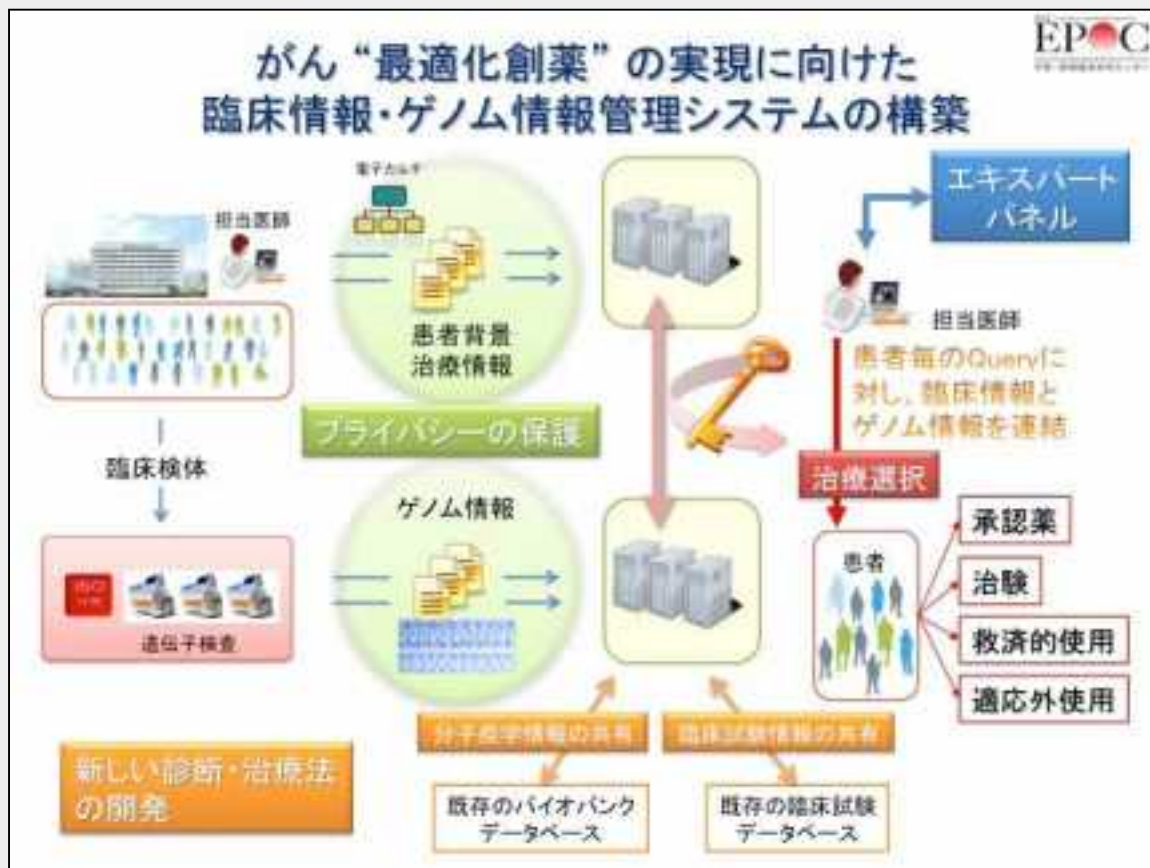 EPOC
がん “最適化創薬” の実現に向けた
臨床情報・ゲノム情報管理システムの構築
電子カルテ
担当医師
患者背景
治療情報
エキスパート
パネル
担当医師
患者毎のQueryに
対し、臨床情報と
ゲノム情報を連結
プライバシーの保護
臨床検体
治療選択
ゲノム情報
遺伝子検査
患者
承認薬
治験
救済的使用
適応外使用
分子疫学情報の共有
臨床試験情報の共有
新しい診断・治療法
の開発
既存のバイオバンク
データベース
既存の臨床試験
データベース